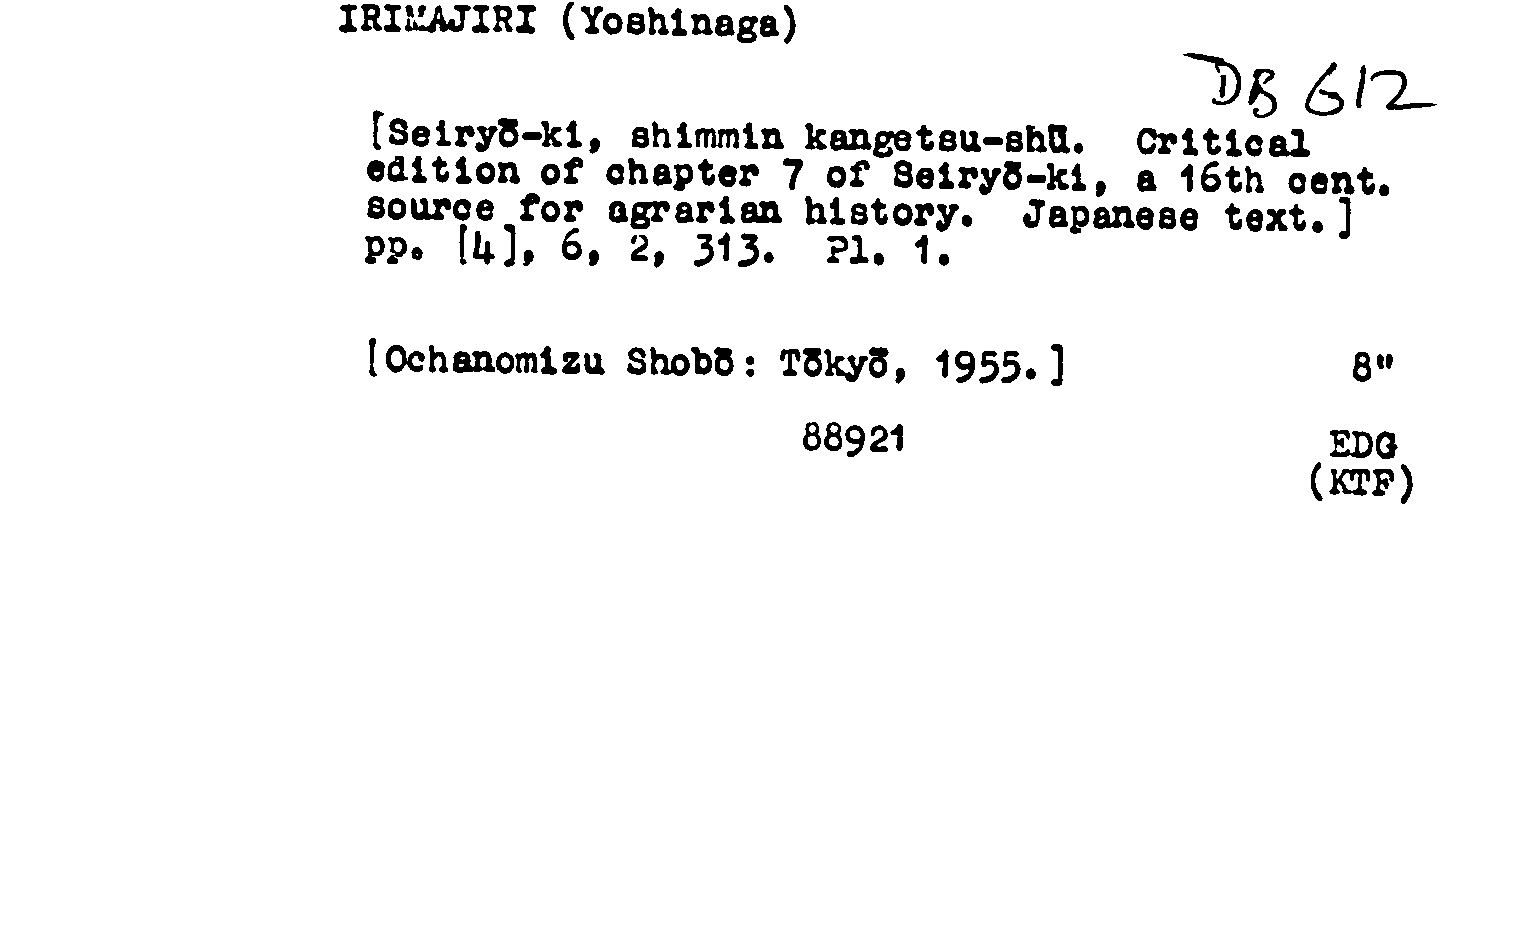 IRIMAJIRI (Yoshinaga)
DB 612
[Seiryō-ki, shimmin kangetsu-shū. Critical
edition of chapter 7 of Seiryō-ki, a 16th cent.
source for agrarian history. Japanese text.]
pp. [4], 6, 2, 313. Pl. 1.
[Ochanomizu Shobō: Tōkyō, 1955.] 8"
88921 EDG
(KTF)